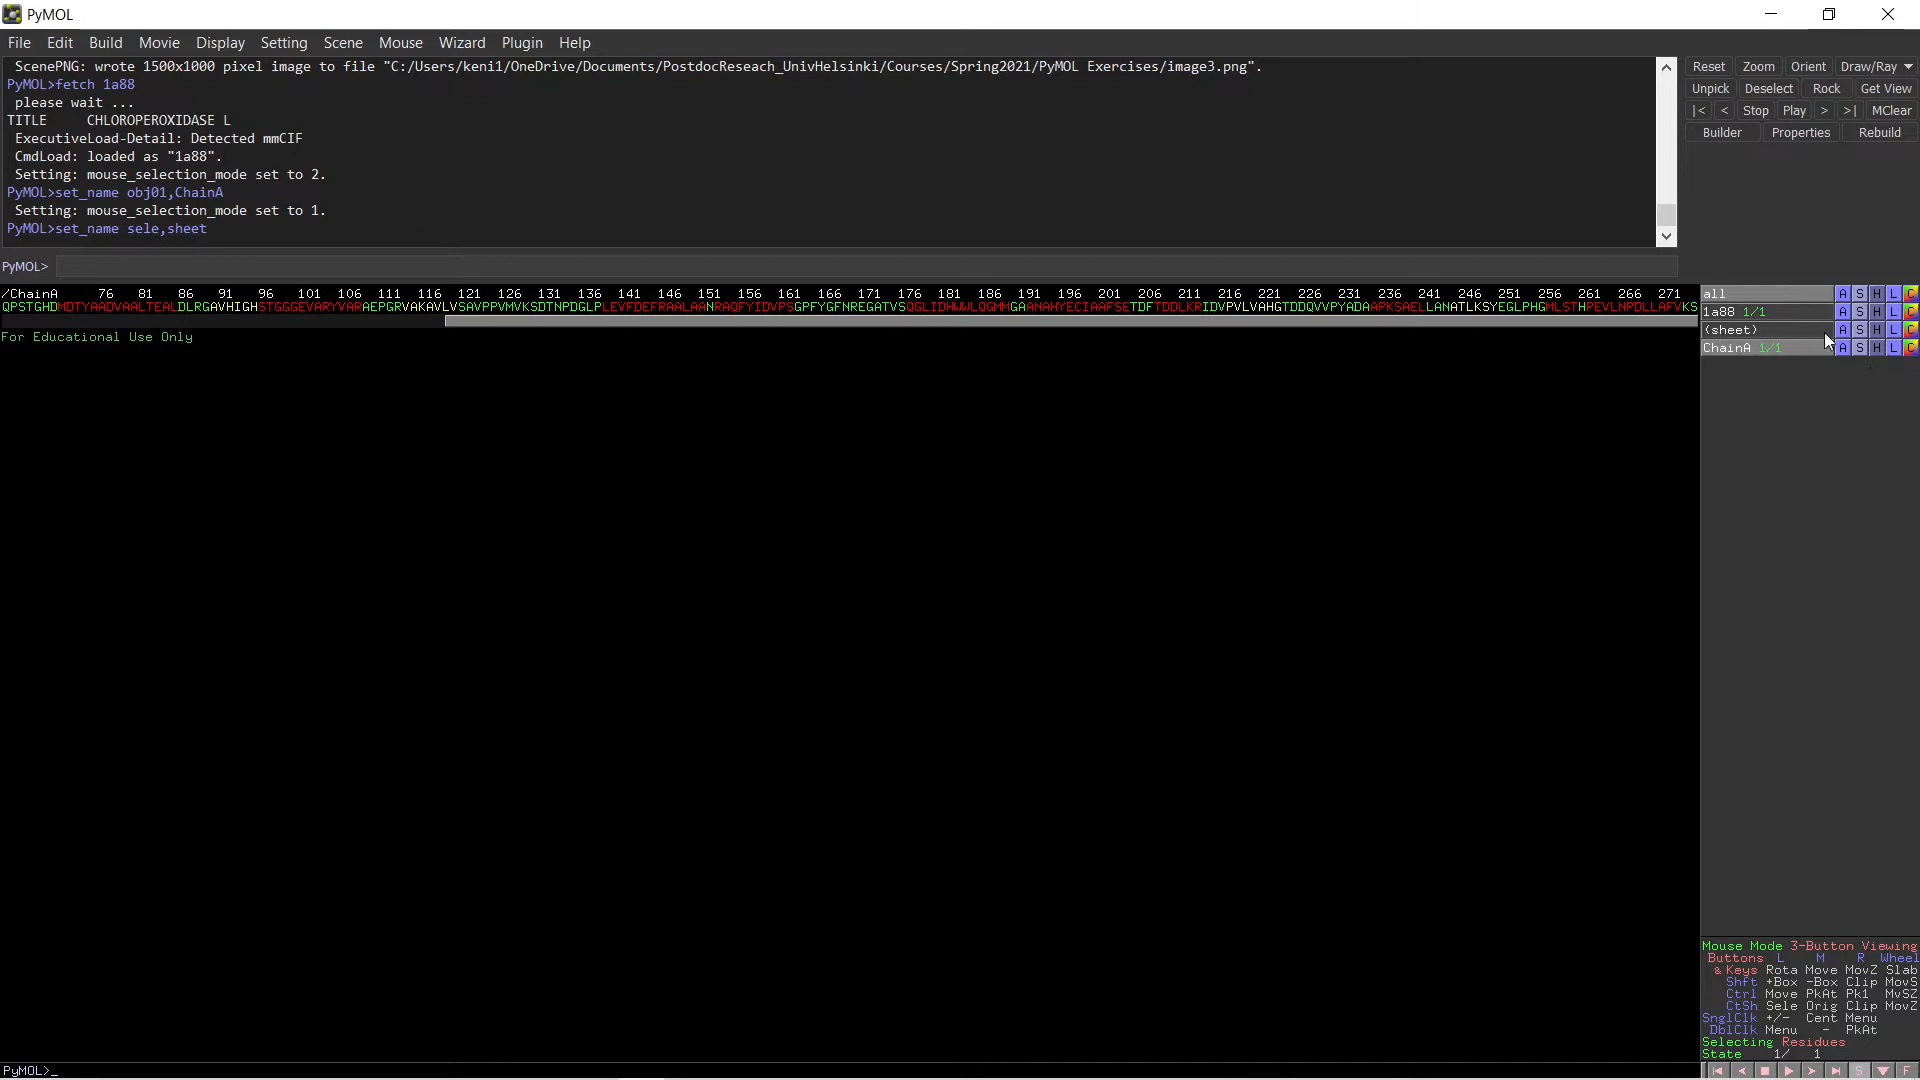 PyMOL
File Edit Build Movie Display Setting Scene Mouse Wizard Plugin Help
ScenePNG: wrote 1500x1000 pixel image to file "C:/Users/keni1/OneDrive/Documents/PostdocReseach_UnivHelsinki/Courses/Spring2021/PyMOL Exercises/image3.png".
PyMOL>fetch 1a88
please wait ...
TITLE CHLOROPEROXIDASE L
ExecutiveLoad-Detail: Detected mmCIF
CmdLoad: loaded as "1a88".
Setting: mouse_selection_mode set to 2.
PyMOL>set_name obj01,ChainA
Setting: mouse_selection_mode set to 1.
PyMOL>set_name sele,sheet
Reset Zoom Orient Draw/Ray
Unpick Deselect Rock Get View
|< < Stop Play > >| MClear
Builder Properties Rebuild
PyMOL>
/ChainA 76 81 86 91 96 101 106 111 116 121 126 131 136 141 146 151 156 161 166 171 176 181 186 191 196 201 206 211 216 221 226 231 236 241 246 251 256 261 266 271
QPSTGHDMDTYAADVAALTEALDLRGAVHIGHSTGGGEVARYVARAEPGRVAKAVLVSAVPPVMVKSDTNPDGLPLEVFDEFRAALAANRAQFYIDVPSGPFYGFNREGATVSQGLIDHWWLQGMMGAANAHYECIAAFSETDFTDDLKRIDVPVLVAHGTDDQVVPYADAAPKSAELLANATLKSYEGLPHGMLSTHPEVLNPDLLAFVKS
For Educational Use Only
all A S H L C
1a88 1/1 A S H L C
(sheet) A S H L C
ChainA 1/1 A S H L C
Mouse Mode 3-Button Viewing
Buttons L M R Wheel
& Keys Rota Move MovZ Slab
Shft +Box -Box Clip MovS
Ctrl Move PkAt Pk1 MvSZ
CtSh Sele Orig Clip MovZ
SnglClk +/- Cent Menu
DblClk Menu - PkAt
Selecting Residues
State 1/ 1
PyMOL>_
S F